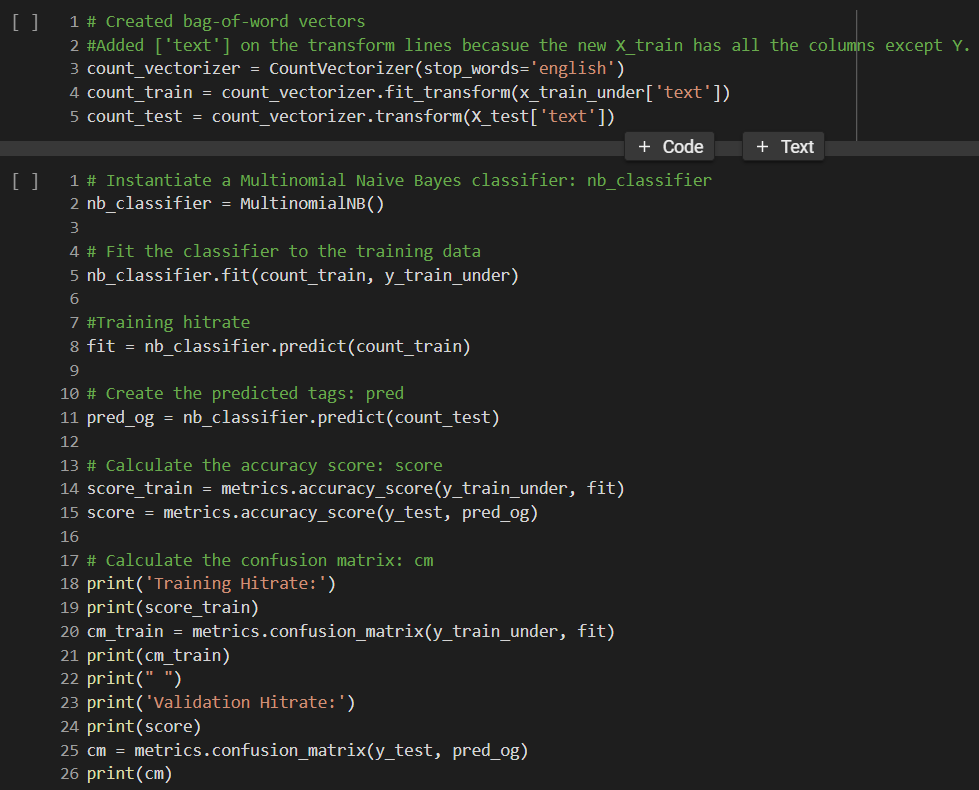 [ ] 1 # Created bag-of-word vectors
2 #Added ['text'] on the transform lines becasue the new X_train has all the columns except Y.
3 count_vectorizer = CountVectorizer(stop_words='english')
4 count_train = count_vectorizer.fit_transform(x_train_under['text'])
5 count_test = count_vectorizer.transform(X_test['text'])
+ Code + Text
[ ] 1 # Instantiate a Multinomial Naive Bayes classifier: nb_classifier
2 nb_classifier = MultinomialNB()
3
4 # Fit the classifier to the training data
5 nb_classifier.fit(count_train, y_train_under)
6
7 #Training hitrate
8 fit = nb_classifier.predict(count_train)
9
10 # Create the predicted tags: pred
11 pred_og = nb_classifier.predict(count_test)
12
13 # Calculate the accuracy score: score
14 score_train = metrics.accuracy_score(y_train_under, fit)
15 score = metrics.accuracy_score(y_test, pred_og)
16
17 # Calculate the confusion matrix: cm
18 print('Training Hitrate:')
19 print(score_train)
20 cm_train = metrics.confusion_matrix(y_train_under, fit)
21 print(cm_train)
22 print(" ")
23 print('Validation Hitrate:')
24 print(score)
25 cm = metrics.confusion_matrix(y_test, pred_og)
26 print(cm)